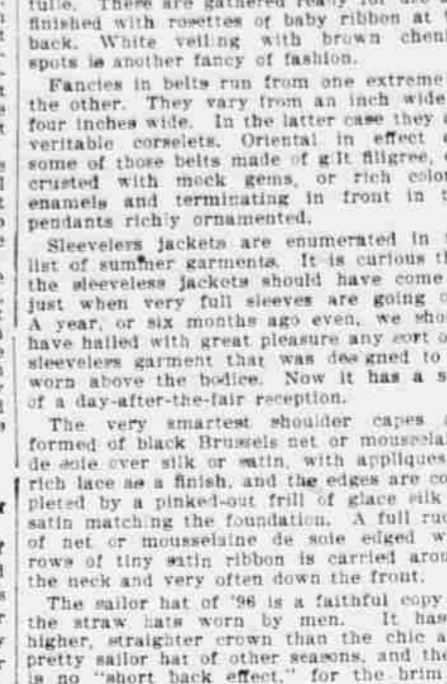 tulle. There are gathered ready for use
finished with rosettes of baby ribbon at
back. White veiling with brown cheni
spots is another fancy of fashion.
Fancies in belts run from one extreme
the other. They vary from an inch wide
four inches wide. In the latter case they
veritable corselets. Oriental in effect
some of those belts made of gilt filigree,
crusted with mock gems, or rich color
enamels and terminating in front in
pendants richly ornamented.
Sleevelers jackets are enumerated in
list of summer garments. It is curious th
the sleeveless jackets should have come
just when very full sleeves are going
A year, or six months ago even, we shou
have hailed with great pleasure any sort o
sleeveless garment that was designed to
worn above the bodice. Now it has a s
of a day-after-the-fair reception.
The very smartest shoulder capes
formed of black Brussels net or mousselai
de soie over silk or satin, with appliques
rich lace as a finish, and the edges are co
pleted by a pinked-out frill of glace silk
satin matching the foundation. A full ruc
of net or mousselaine de soie edged w
rows of tiny satin ribbon is carried arou
the neck and very often down the front.
The sailor hat of '96 is a faithful copy
the straw hats worn by men. It has
higher, straighter crown than the chic a
pretty sailor hat of other seasons, and the
is no "short back effect," for the brim